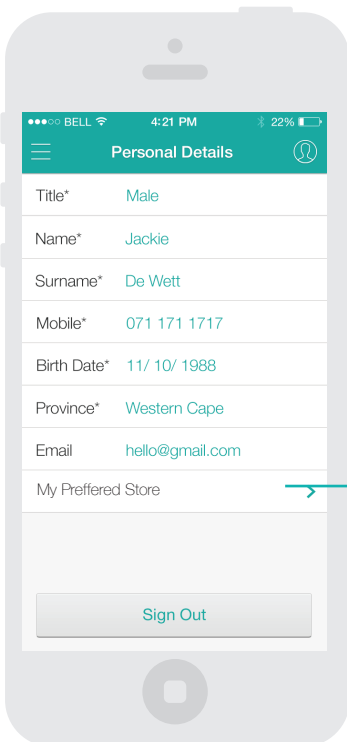 BELL 4:21 PM 22%
Personal Details
Title* Male
Name* Jackie
Surname* De Wett
Mobile* 071 171 1717
Birth Date* 11/ 10/ 1988
Province* Western Cape
Email hello@gmail.com
My Preffered Store
Sign Out